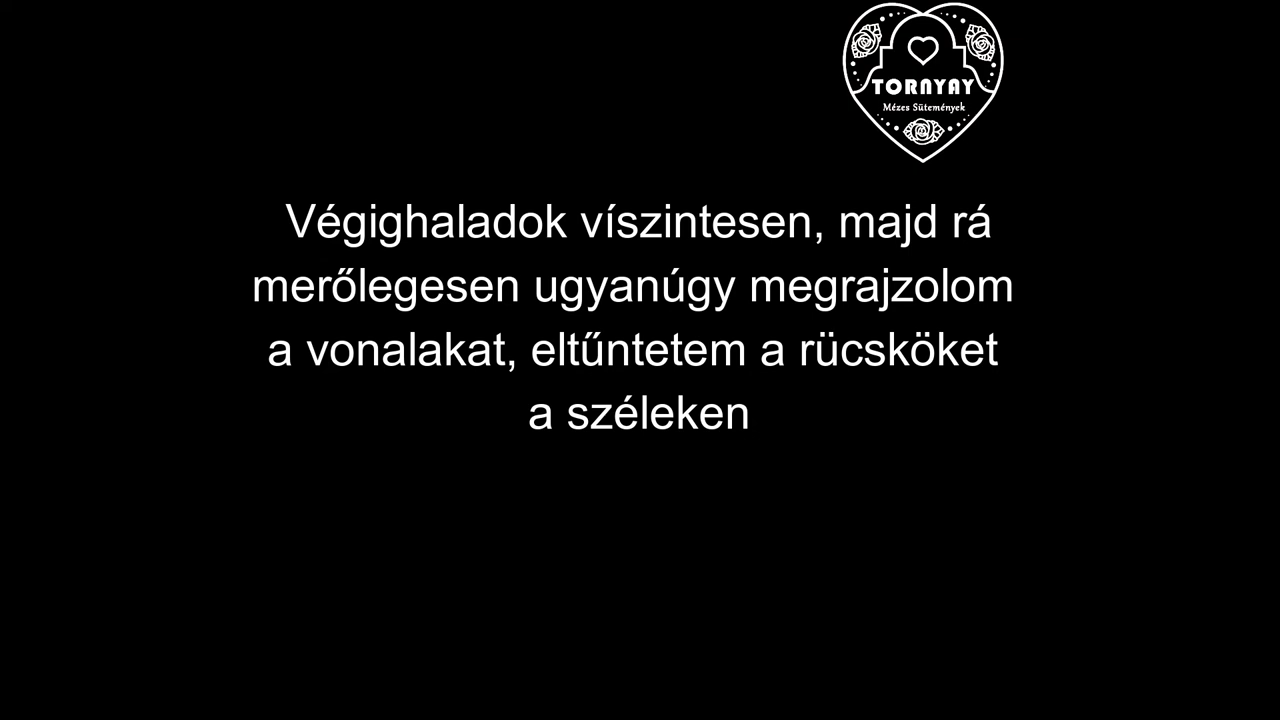 TORNYAY
Mézes Sütemények
Végighaladok víszintesen, majd rá
merőlegesen ugyanúgy megrajzolom
a vonalakat, eltűntetem a rücsköket
a széleken